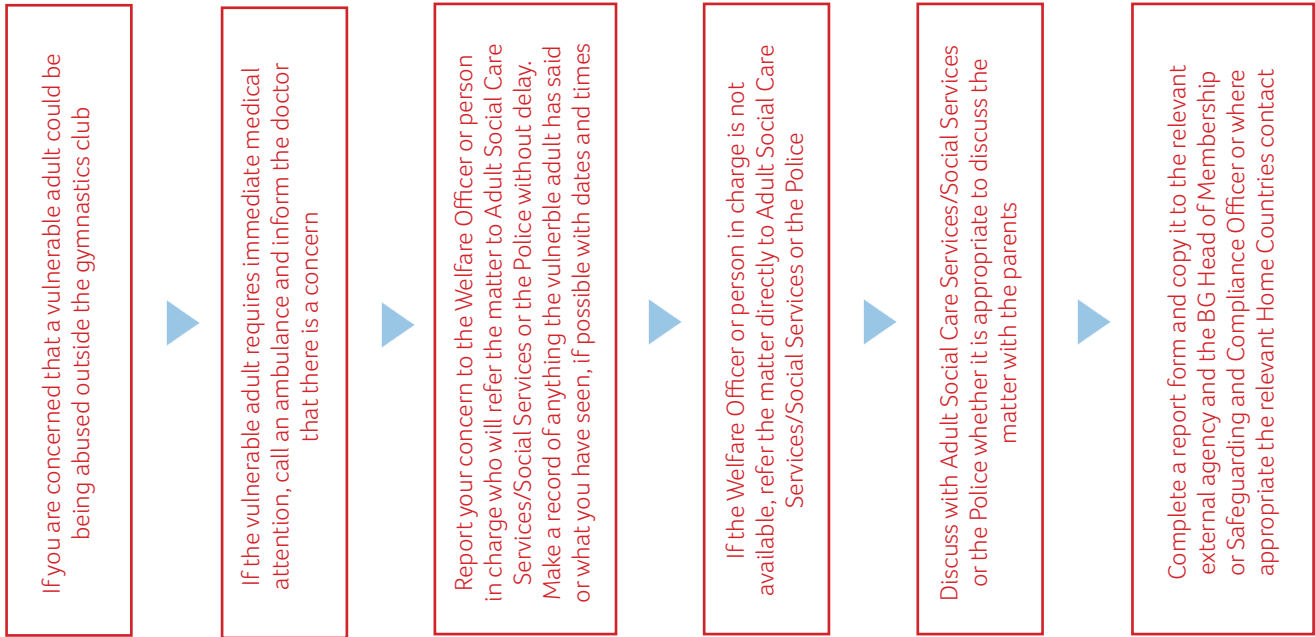 If you are concerned that a vulnerable adult could be
being abused outside the gymnastics club
If the vulnerable adult requires immediate medical
attention, call an ambulance and inform the doctor
that there is a concern
Report your concern to the Welfare Officer or person
in charge who will refer the matter to Adult Social Care
Services/Social Services or the Police without delay.
Make a record of anything the vulnerble adult has said
or what you have seen, if possible with dates and times
If the Welfare Officer or person in charge is not
available, refer the matter directly to Adult Social Care
Services/Social Services or the Police
Discuss with Adult Social Care Services/Social Services
or the Police whether it is appropriate to discuss the
matter with the parents
Complete a report form and copy it to the relevant
external agency and the BG Head of Membership
or Safeguarding and Compliance Officer or where
appropriate the relevant Home Countries contact